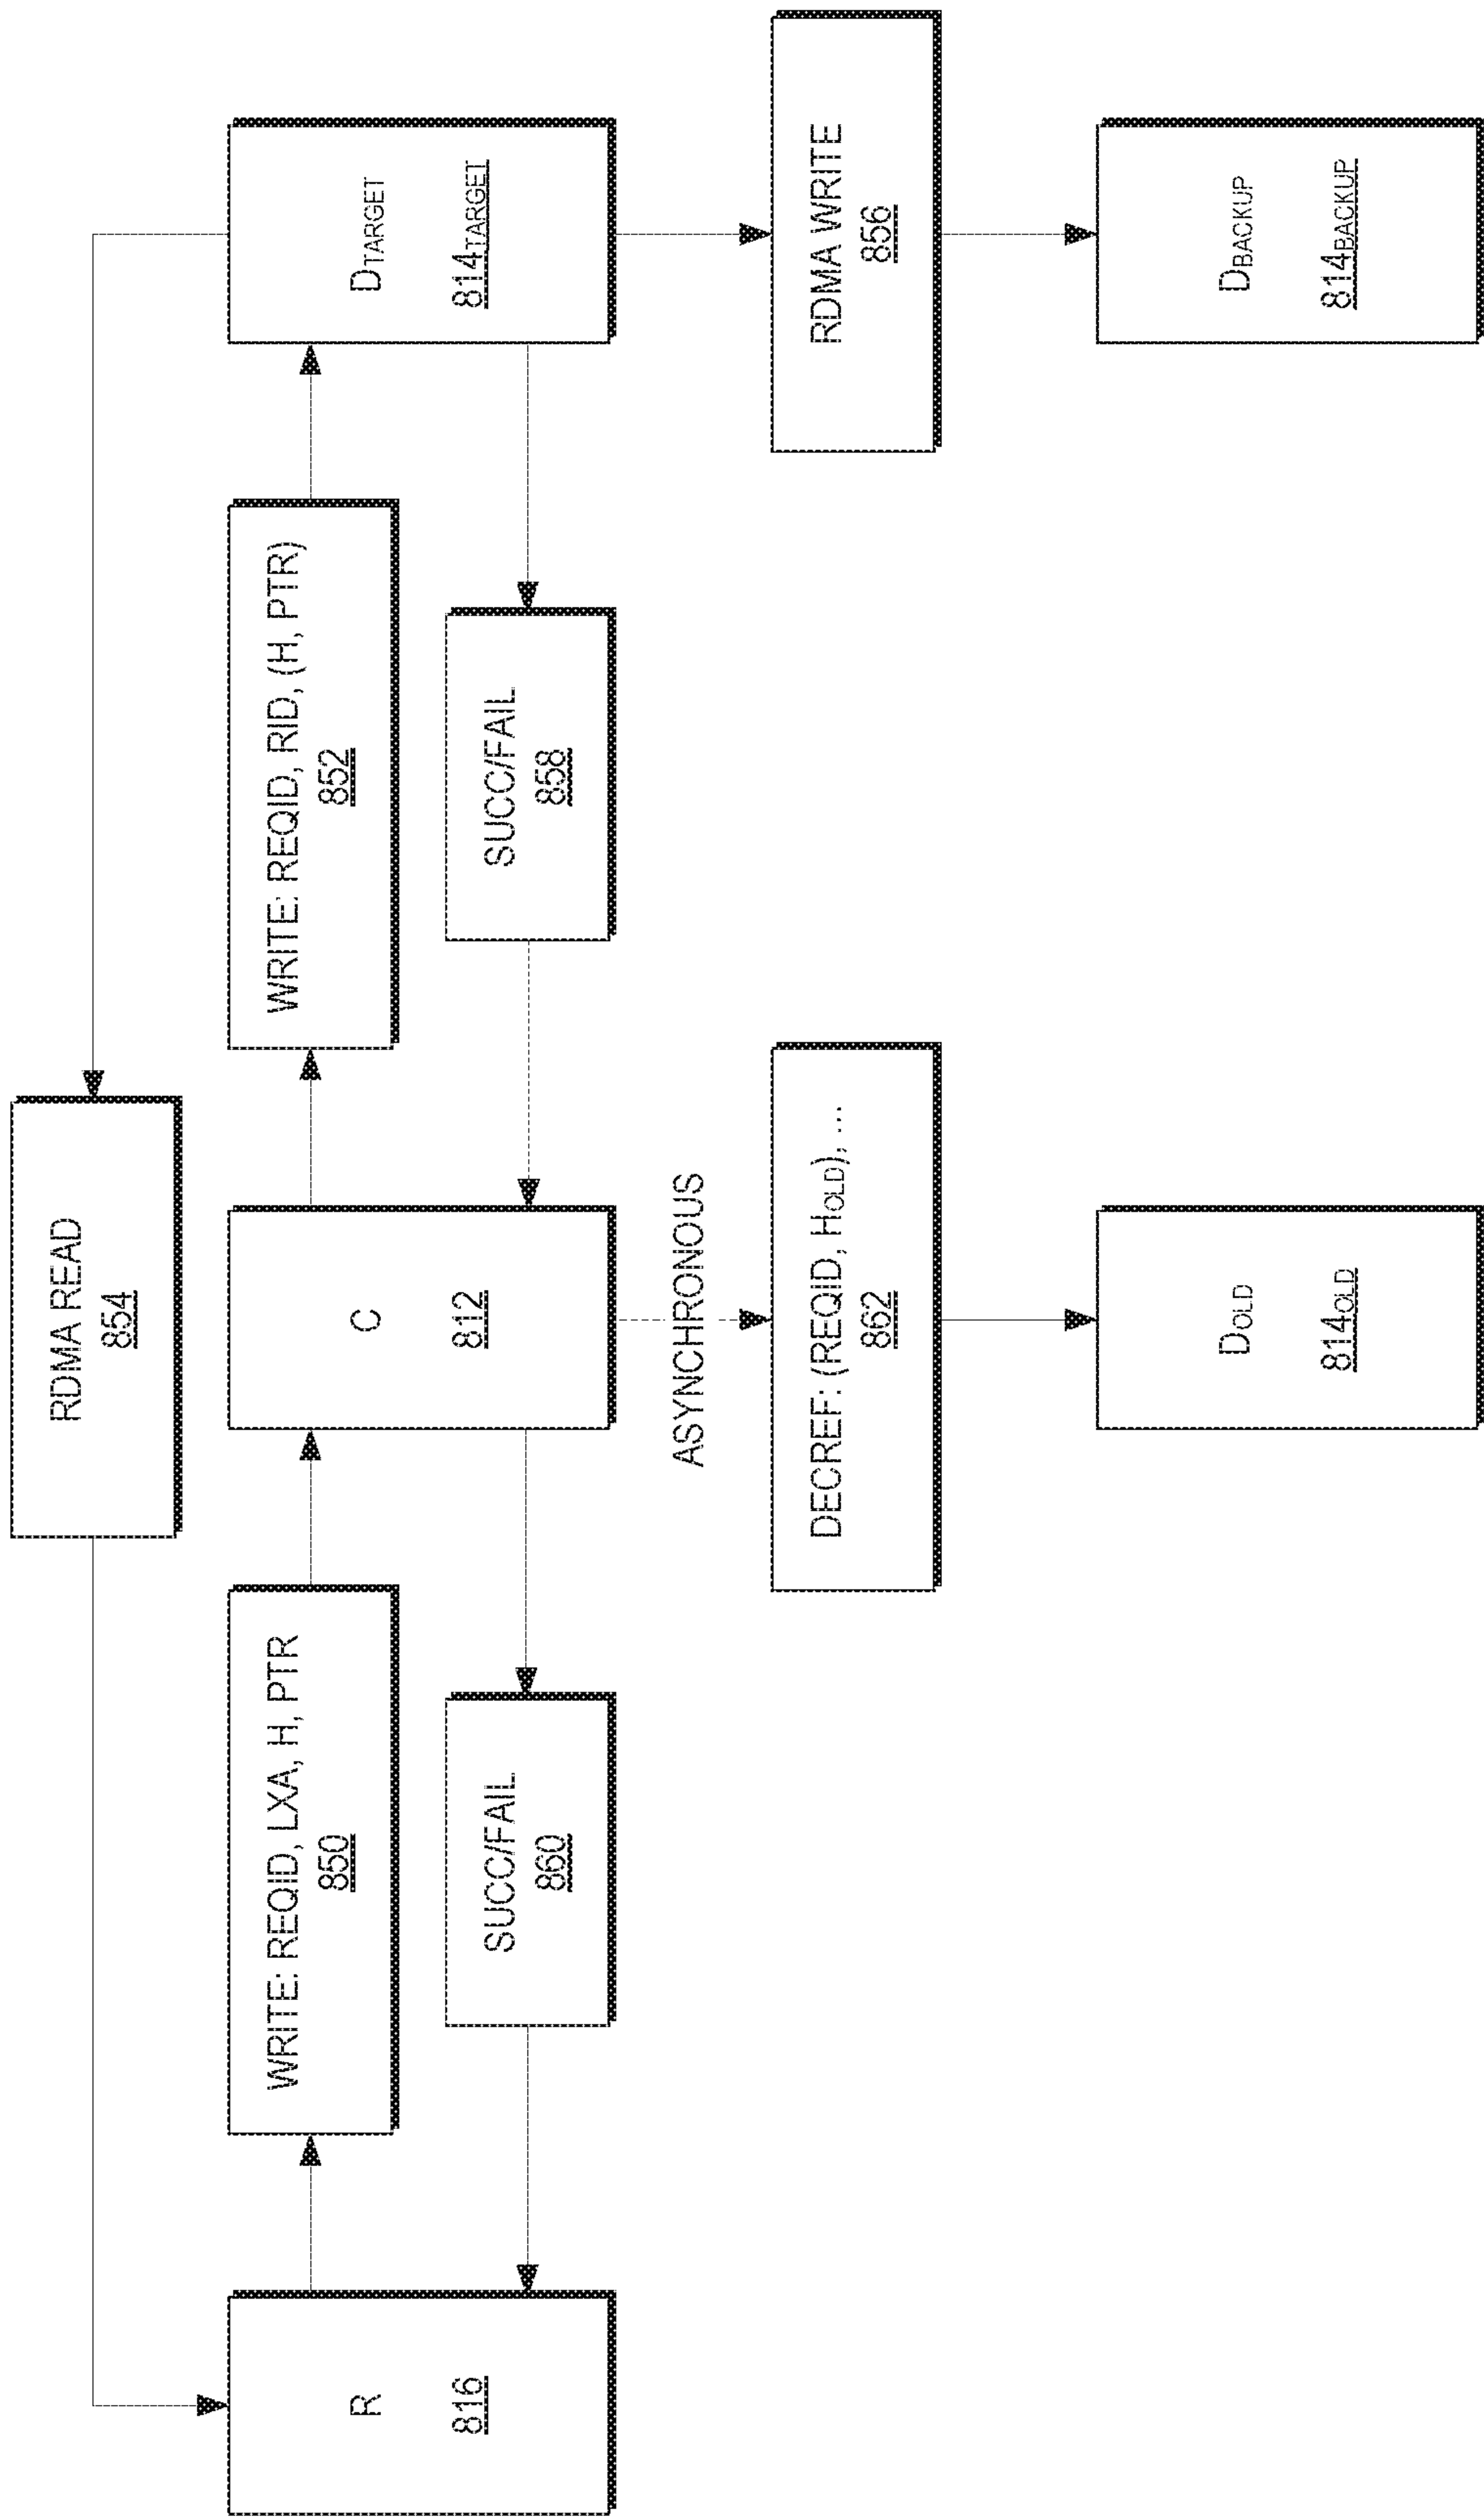 RDMA READ
854
R
816
WRITE: REQID, LXA, H, PTR
850
C
812
WRITE: REQID, RID, (H, PTR)
852
DTARGET
814TARGET
SUCC/FAIL
860
SUCC/FAIL
858
ASYNCHRONOUS
DECREF: (REQID, HOLD), ...
862
RDMA WRITE
856
DOLD
814OLD
DBACKUP
814BACKUP